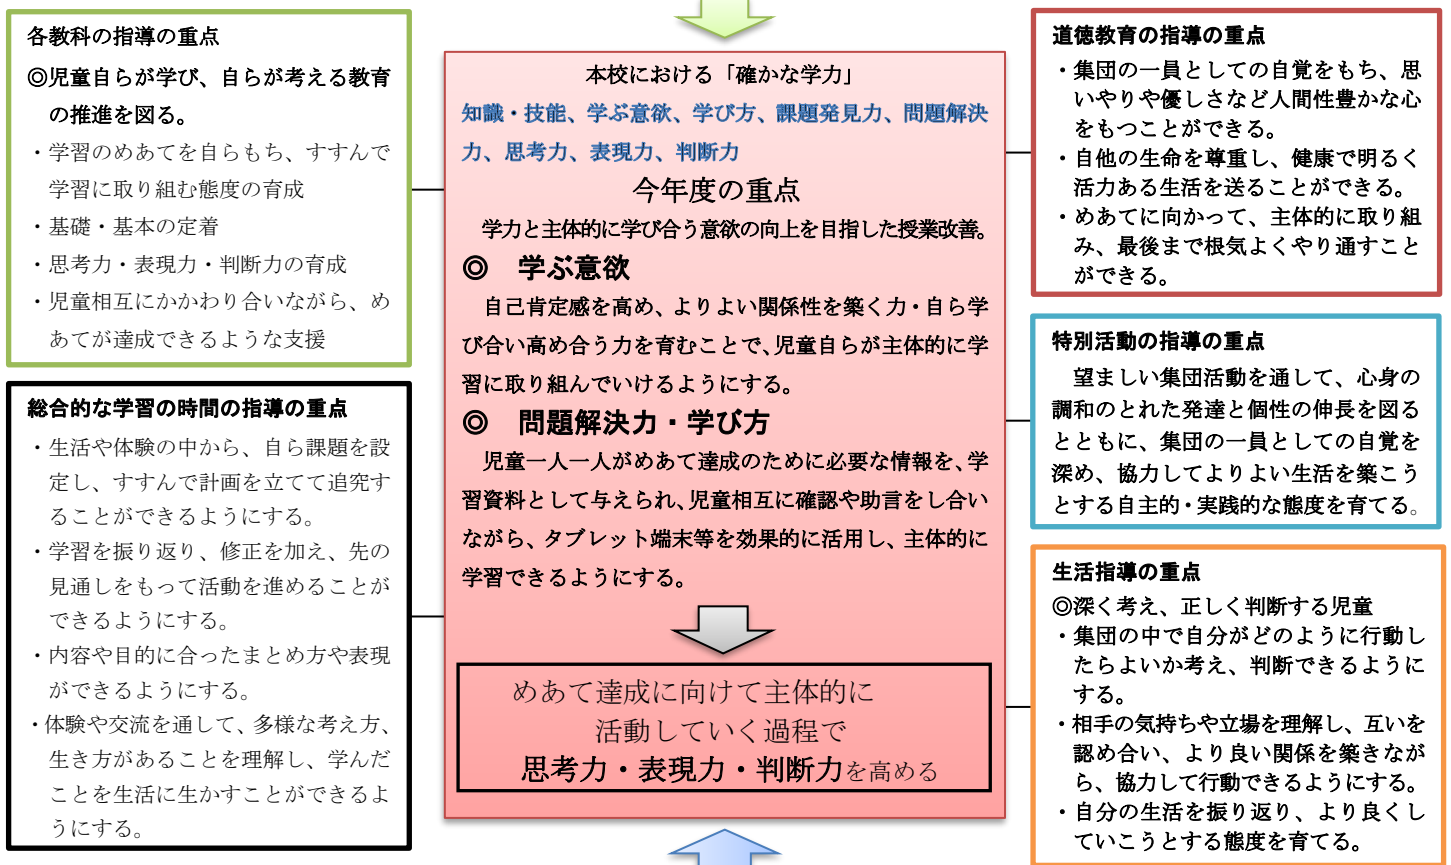 各教科の指導の重点
◎児童自らが学び、自らが考える教育
の推進を図る。
・学習のめあてを自らもち、すすんで
学習に取り組む態度の育成
・基礎・基本の定着
・思考力・表現力・判断力の育成
・児童相互にかかわり合いながら、め
あてが達成できるような支援
総合的な学習の時間の指導の重点
・生活や体験の中から、自ら課題を設
定し、すすんで計画を立てて追究す
ることができるようにする。
・学習を振り返り、修正を加え、先の
見通しをもって活動を進めることが
できるようにする。
・内容や目的に合ったまとめ方や表現
ができるようにする。
・体験や交流を通して、多様な考え方、
生き方があることを理解し、学んだ
ことを生活に生かすことができるよ
うにする。
本校における「確かな学力」
知識・技能、学ぶ意欲、学び方、課題発見力、問題解決
力、思考力、表現力、判断力
今年度の重点
学力と主体的に学び合う意欲の向上を目指した授業改善。
◎　学ぶ意欲
自己肯定感を高め、よりよい関係性を築く力・自ら学
び合い高め合う力を育むことで、児童自らが主体的に学
習に取り組んでいけるようにする。
◎　問題解決力・学び方
児童一人一人がめあて達成のために必要な情報を、学
習資料として与えられ、児童相互に確認や助言をし合い
ながら、タブレット端末等を効果的に活用し、主体的に
学習できるようにする。
めあて達成に向けて主体的に
活動していく過程で
思考力・表現力・判断力を高める
道徳教育の指導の重点
・集団の一員としての自覚をもち、思
いやりや優しさなど人間性豊かな心
をもつことができる。
・自他の生命を尊重し、健康で明るく
活力ある生活を送ることができる。
・めあてに向かって、主体的に取り組
み、最後まで根気よくやり通すこと
ができる。
特別活動の指導の重点
望ましい集団活動を通して、心身の
調和のとれた発達と個性の伸長を図る
とともに、集団の一員としての自覚を
深め、協力してよりよい生活を築こう
とする自主的・実践的な態度を育てる。
生活指導の重点
◎深く考え、正しく判断する児童
・集団の中で自分がどのように行動し
たらよいか考え、判断できるように
する。
・相手の気持ちや立場を理解し、互いを
認め合い、より良い関係を築きなが
ら、協力して行動できるようにする。
・自分の生活を振り返り、より良くし
ていこうとする態度を育てる。